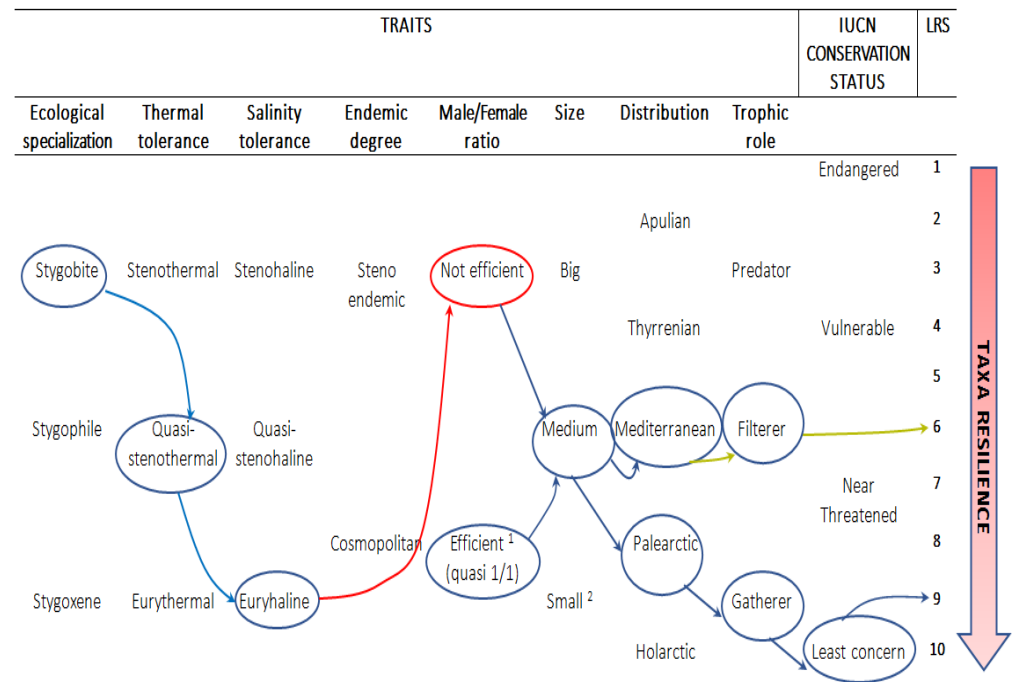 TRAITS IUCN CONSERVATION STATUS LRS
Ecological specialization Thermal tolerance Salinity tolerance Endemic degree Male/Female ratio Size Distribution Trophic role
Endangered 1
Apulian 2
Stygobite Stenothermal Stenohaline Steno endemic Not efficient Big Predator 3
Thyrrenian Vulnerable 4
5
Stygophile Quasi-stenothermal Quasi-stenohaline Medium Mediterranean Filterer 6
Near Threatened 7
Cosmopolitan Efficient ¹ (quasi 1/1) Palearctic 8
Stygoxene Eurythermal Euryhaline Small ² Gatherer 9
Holarctic Least concern 10
TAXA RESILIENCE